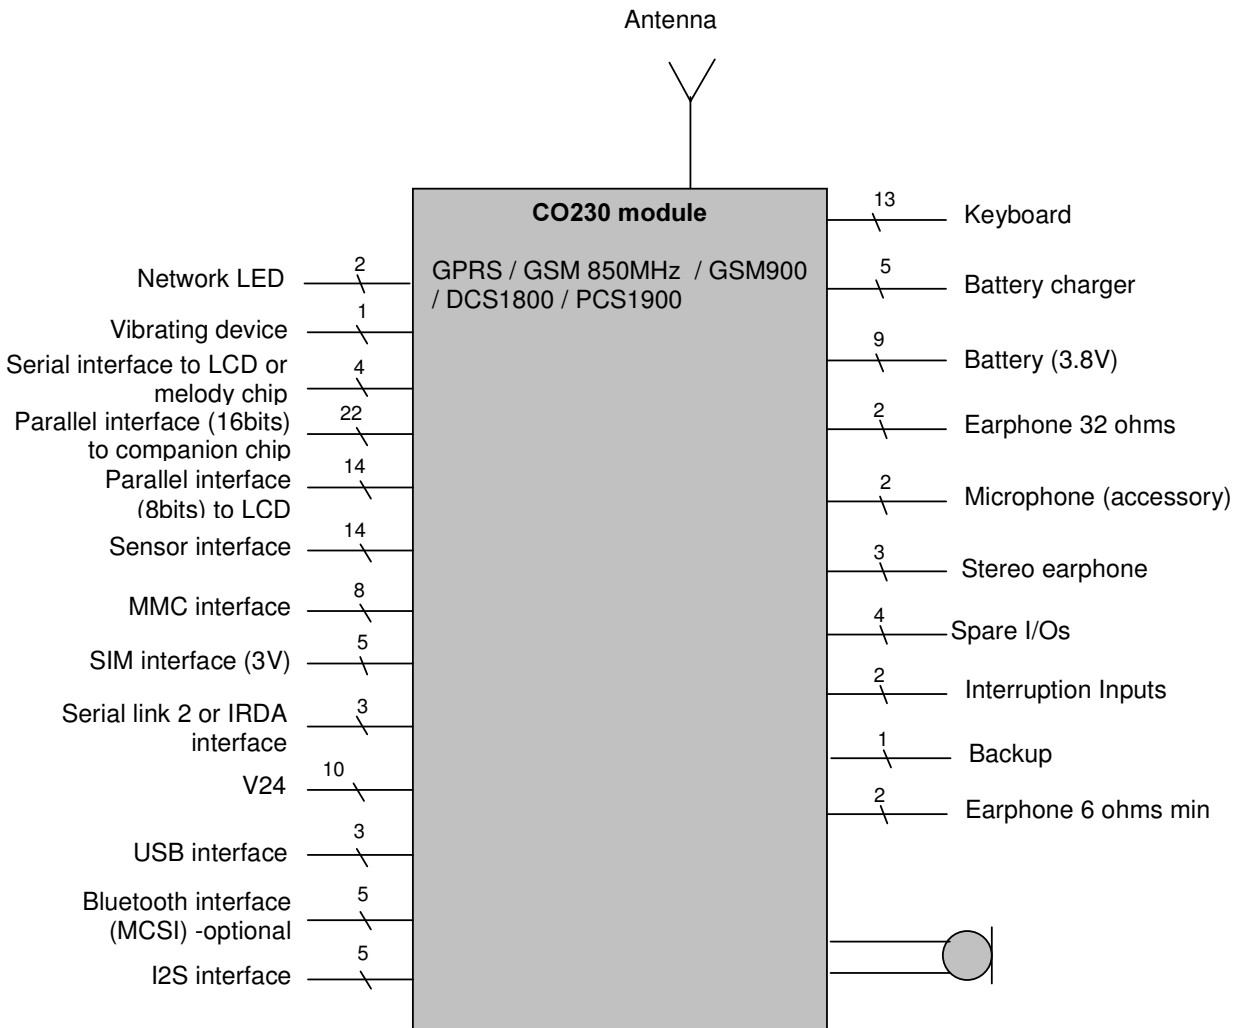 Antenna
CO230 module
GPRS / GSM 850MHz / GSM900
/ DCS1800 / PCS1900
2
Network LED
1
Vibrating device
Serial interface to LCD or
melody chip
4
Parallel interface (16bits)
to companion chip
22
Parallel interface
(8bits) to LCD
14
Sensor interface
14
MMC interface
8
SIM interface (3V)
5
Serial link 2 or IRDA
interface
3
V24
10
USB interface
3
Bluetooth interface
(MCSI) -optional
5
I2S interface
5
13
Keyboard
5
Battery charger
9
Battery (3.8V)
2
Earphone 32 ohms
2
Microphone (accessory)
3
Stereo earphone
4
Spare I/Os
2
Interruption Inputs
1
Backup
2
Earphone 6 ohms min